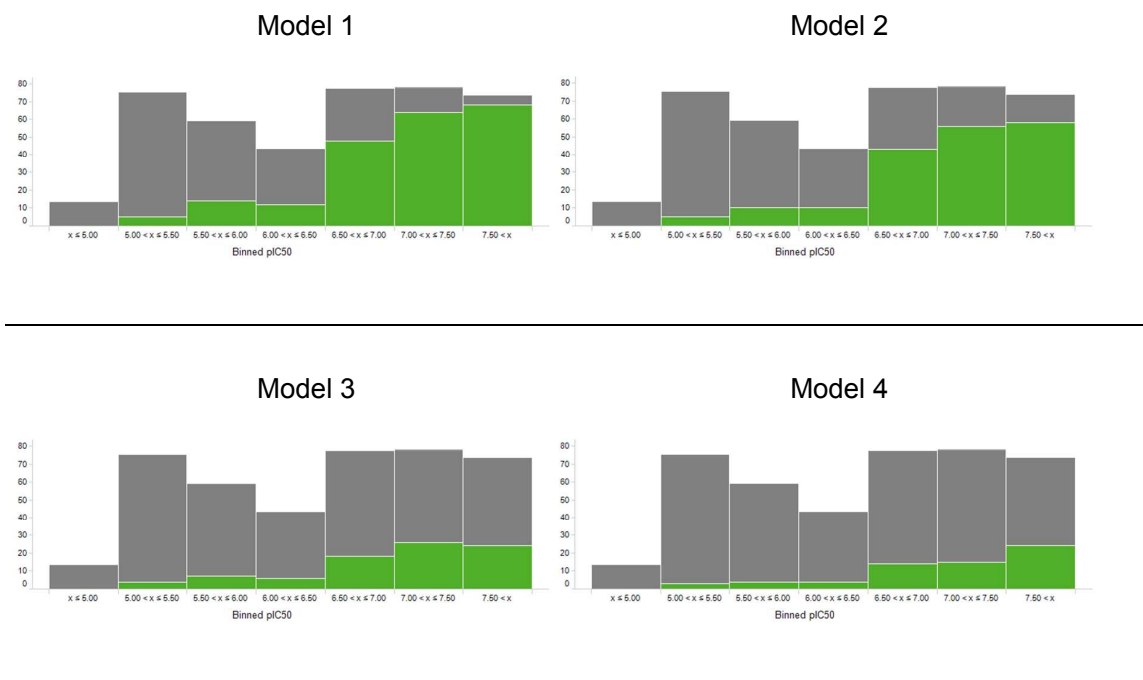 Model 1
Model 2
80
70
60
50
40
30
20
10
0
x ≤ 5.00
5.00 < x ≤ 5.50
5.50 < x ≤ 6.00
6.00 < x ≤ 6.50
6.50 < x ≤ 7.00
7.00 < x ≤ 7.50
7.50 < x
Binned pIC50
80
70
60
50
40
30
20
10
0
x ≤ 5.00
5.00 < x ≤ 5.50
5.50 < x ≤ 6.00
6.00 < x ≤ 6.50
6.50 < x ≤ 7.00
7.00 < x ≤ 7.50
7.50 < x
Binned pIC50
Model 3
Model 4
80
70
60
50
40
30
20
10
0
x ≤ 5.00
5.00 < x ≤ 5.50
5.50 < x ≤ 6.00
6.00 < x ≤ 6.50
6.50 < x ≤ 7.00
7.00 < x ≤ 7.50
7.50 < x
Binned pIC50
80
70
60
50
40
30
20
10
0
x ≤ 5.00
5.00 < x ≤ 5.50
5.50 < x ≤ 6.00
6.00 < x ≤ 6.50
6.50 < x ≤ 7.00
7.00 < x ≤ 7.50
7.50 < x
Binned pIC50